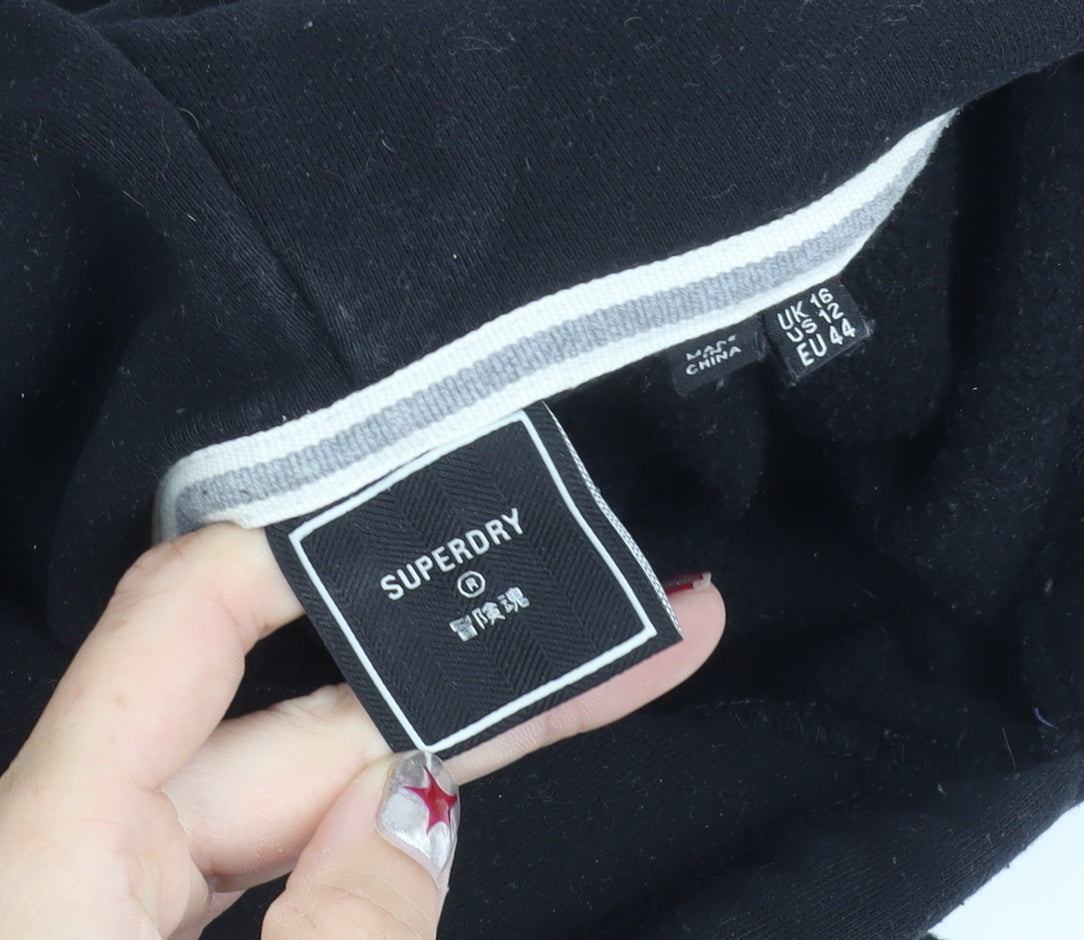 SUPERDRY
®
冒険魂
MADE
IN
CHINA
UK 16
US 12
EU 44